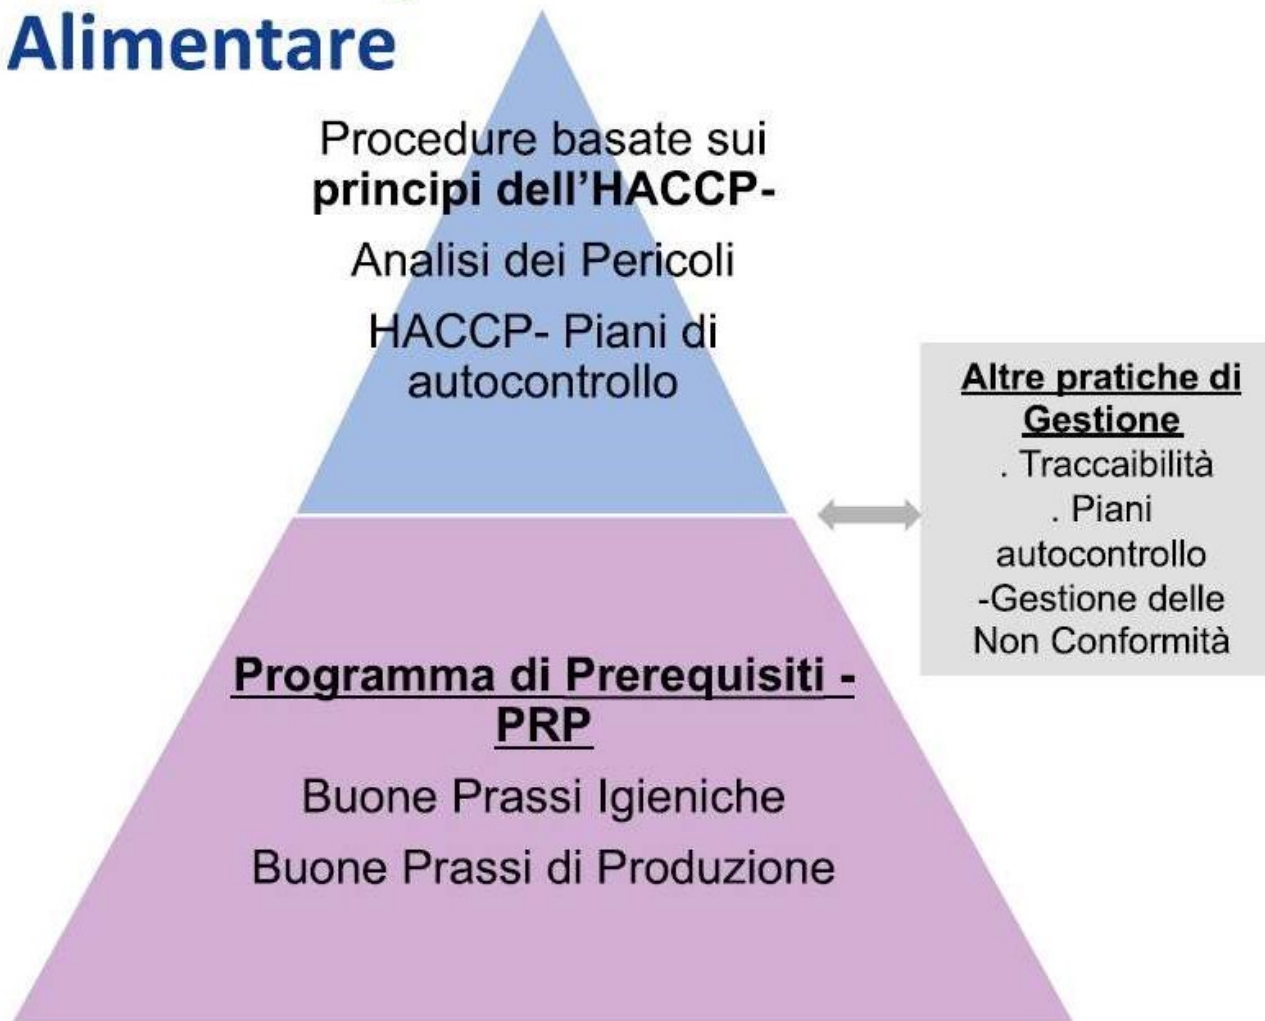 Alimentare
Procedure basate sui
principi dell'HACCP-
Analisi dei Pericoli
HACCP- Piani di
autocontrollo
Altre pratiche di
Gestione
. Traccaibilità
. Piani
autocontrollo
-Gestione delle
Non Conformità
Programma di Prerequisiti -
PRP
Buone Prassi Igieniche
Buone Prassi di Produzione